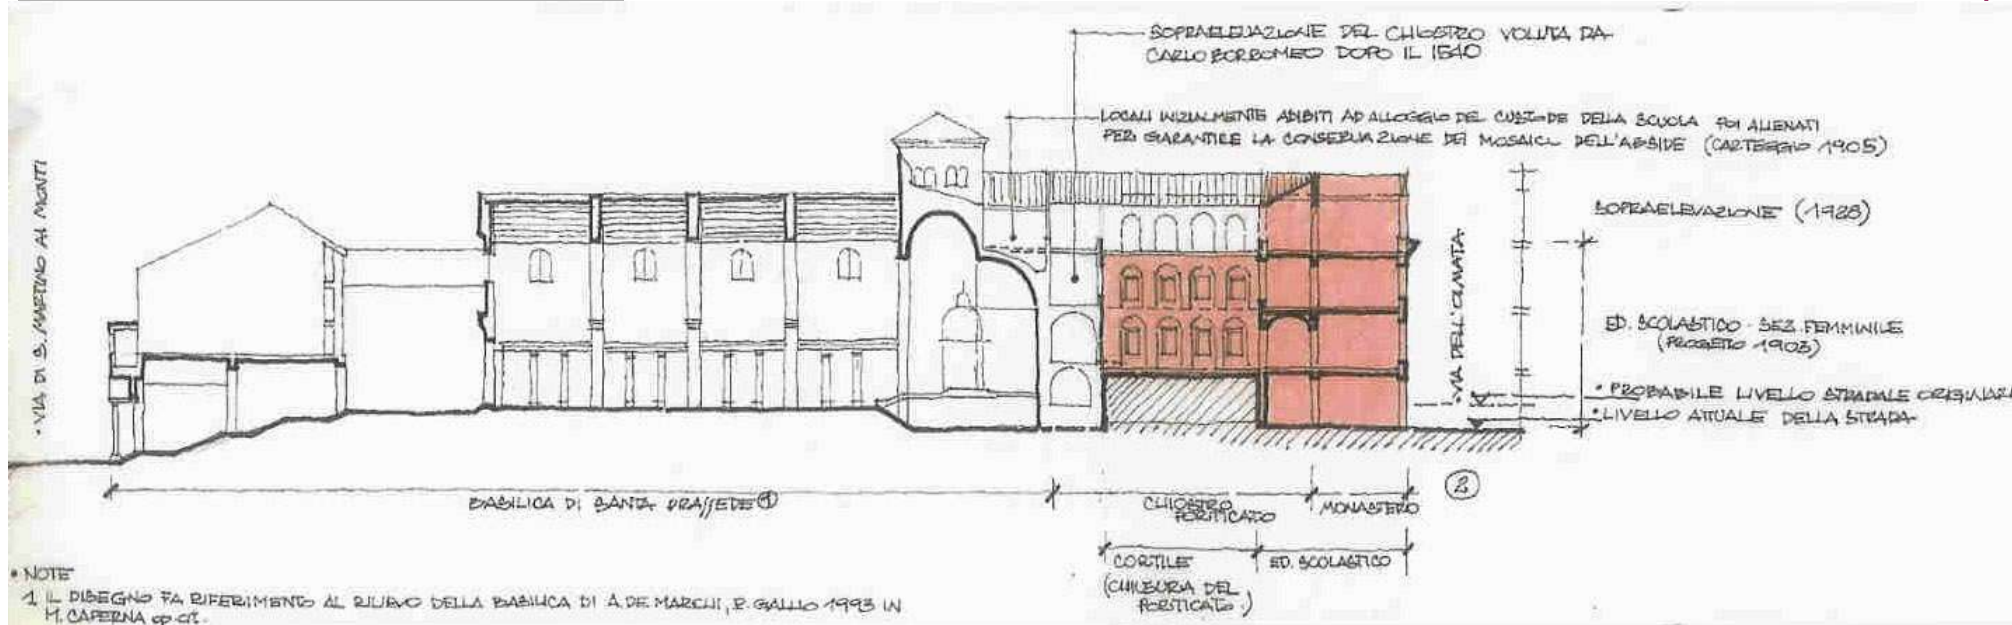 SOPRAELEVAZIONE DEL CHIOSTRO VOLUTA DA
CARLO BORROMEO DOPO IL 1540
LOCALI INIZIALMENTE ADIBITI AD ALLOGGIO DEL CUSTODE DELLA SCUOLA POI ALIENATI
PER GARANTIRE LA CONSERVAZIONE DEI MOSAICI DELL'ABSIDE (CARTEGGIO 1905)
• VIA DI S. MARTINO AI MONTI
SOPRAELEVAZIONE (1928)
• VIA DELL'OLMATA
ED. SCOLASTICO - SEZ. FEMMINILE
(PROGETTO 1903)
• PROBABILE LIVELLO STRADALE ORIGINARI
• LIVELLO ATTUALE DELLA STRADA
BASILICA DI SANTA PRASSEDE ①
CHIOSTRO
PORTICATO
MONASTERO
②
CORTILE
(CHIUSURA DEL
PORTICATO.)
ED. SCOLASTICO
• NOTE
1 IL DISEGNO FA RIFERIMENTO AL RILIEVO DELLA BASILICA DI A. DE MARCHI, R. GALLIO 1993 IN
M. CAPERNA op. cit.